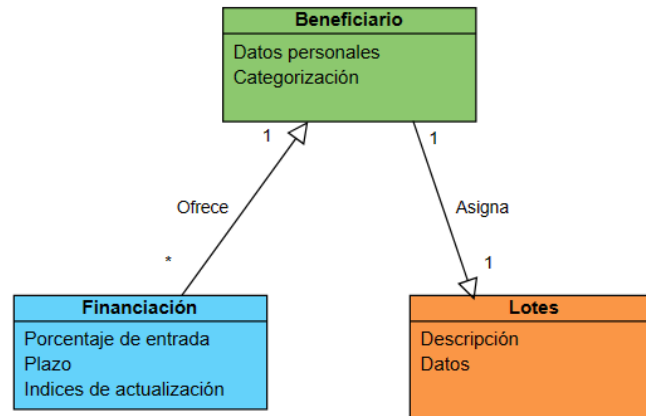 Beneficiario
Datos personales
Categorización
1
1
Ofrece
Asigna
*
1
Financiación
Porcentaje de entrada
Plazo
Indices de actualización
Lotes
Descripción
Datos